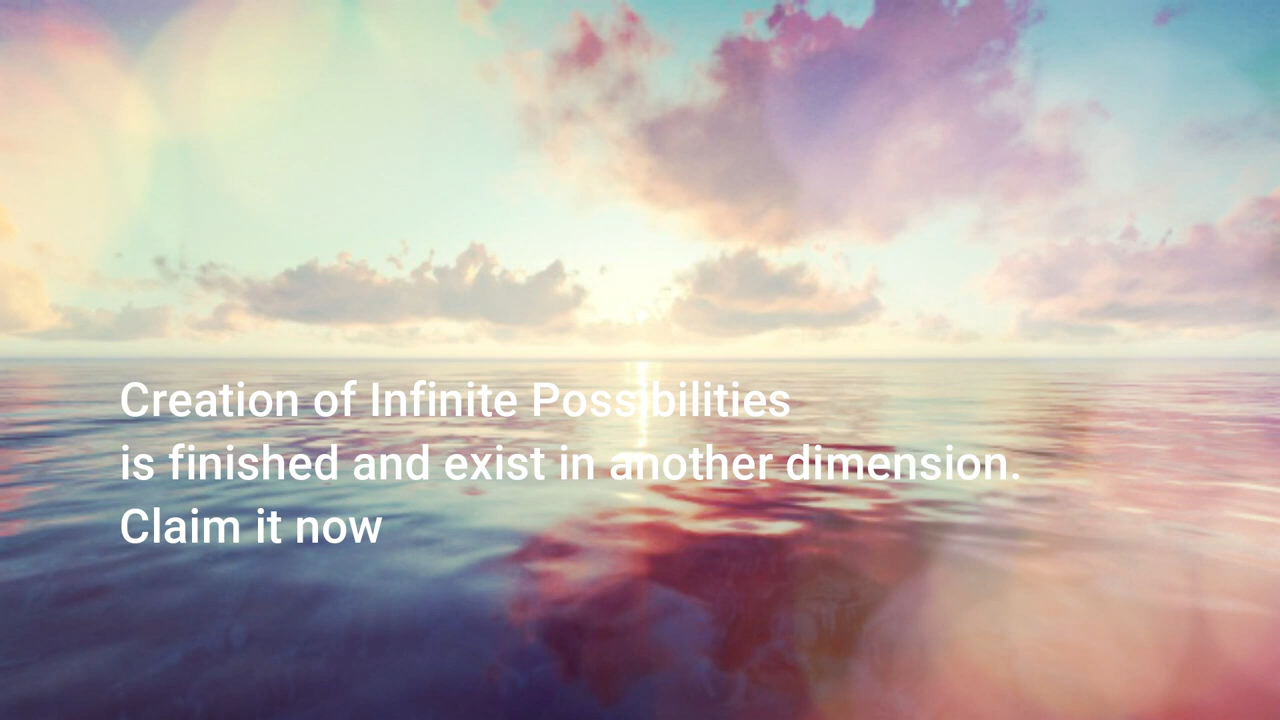 Creation of Infinite Possibilities
is finished and exist in another dimension.
Claim it now